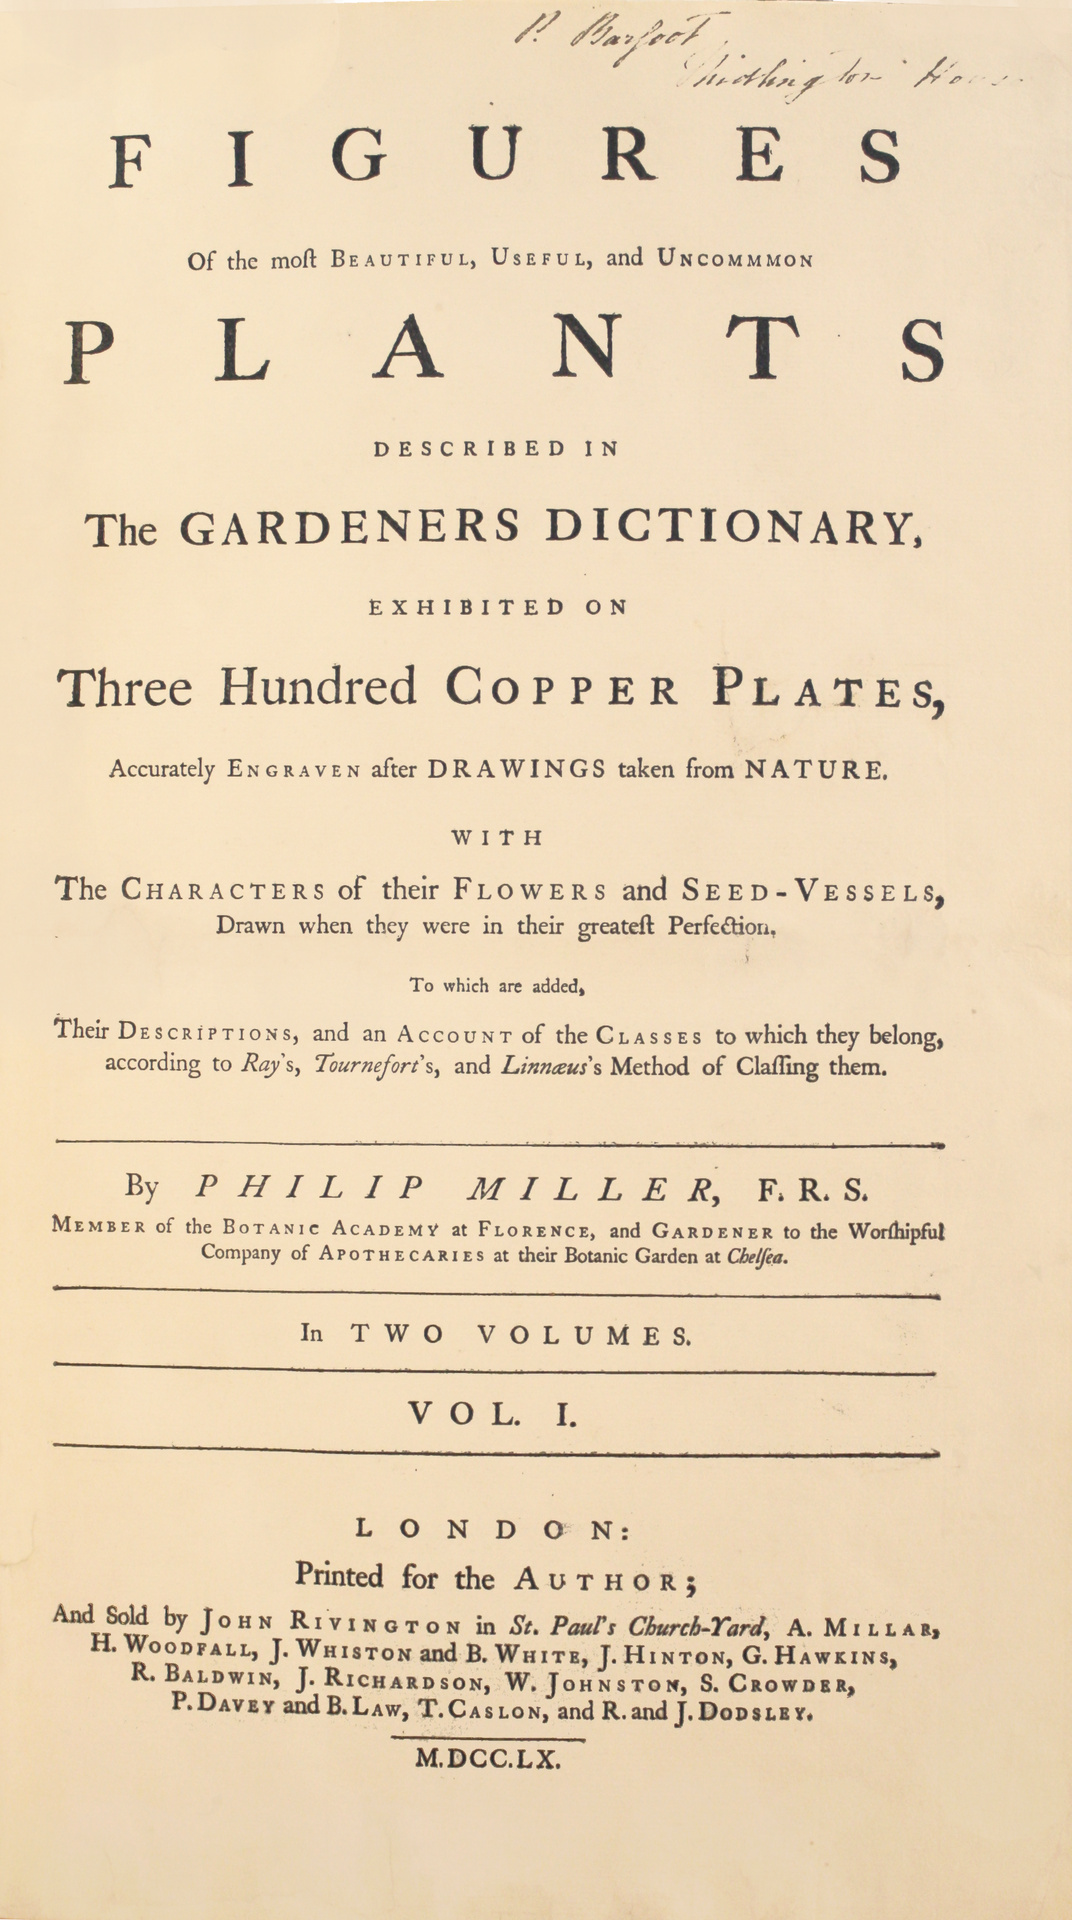 P. Barfoot
FIGURES
Of the moſt BEAUTIFUL, USEFUL, and UNCOMMMON
PLANTS
DESCRIBED IN
The GARDENERS DICTIONARY,
EXHIBITED ON
Three Hundred COPPER PLATES,
Accurately ENGRAVEN after DRAWINGS taken from NATURE.
WITH
The CHARACTERS of their FLOWERS and SEED-VESSELS,
Drawn when they were in their greateſt Perfection.
To which are added,
Their DESCRIPTIONS, and an ACCOUNT of the CLASSES to which they belong,
according to Ray's, Tournefort's, and Linnæus's Method of Claſſing them.
By PHILIP MILLER, F. R. S.
MEMBER of the BOTANIC ACADEMY at FLORENCE, and GARDENER to the Worſhipful
Company of APOTHECARIES at their Botanic Garden at Chelſea.
In TWO VOLUMES.
VOL. I.
LONDON:
Printed for the AUTHOR;
And Sold by JOHN RIVINGTON in St. Paul's Church-Yard, A. MILLAR,
H. WOODFALL, J. WHISTON and B. WHITE, J. HINTON, G. HAWKINS,
R. BALDWIN, J. RICHARDSON, W. JOHNSTON, S. CROWDER,
P. DAVEY and B. LAW, T. CASLON, and R. and J. DODSLEY.
M.DCC.LX.